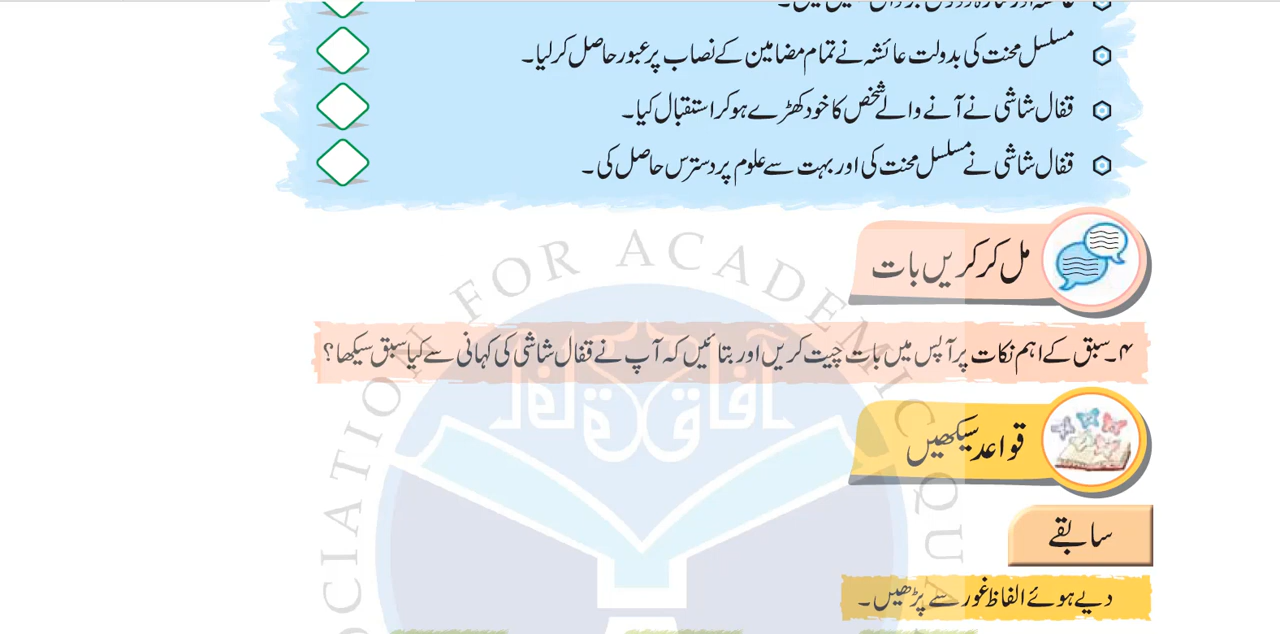 مسلسل محنت کی بدولت عائشہ نے تمام مضامین کے نصاب پر عبور حاصل کر لیا۔
قفال شاشی نے آنے والے شخص کا خود کھڑے ہو کر استقبال کیا۔
قفال شاشی نے مسلسل محنت کی اور بہت سے علوم پر دسترس حاصل کی۔
مل کر کریں بات
۴۔ سبق کے اہم نکات پر آپس میں بات چیت کریں اور بتائیں کہ آپ نے قفال شاشی کی کہانی سے کیا سبق سیکھا؟
قواعد سیکھیں
سابقے
دیے ہوئے الفاظ غور سے پڑھیں۔
FOR ACADEMIC QUA